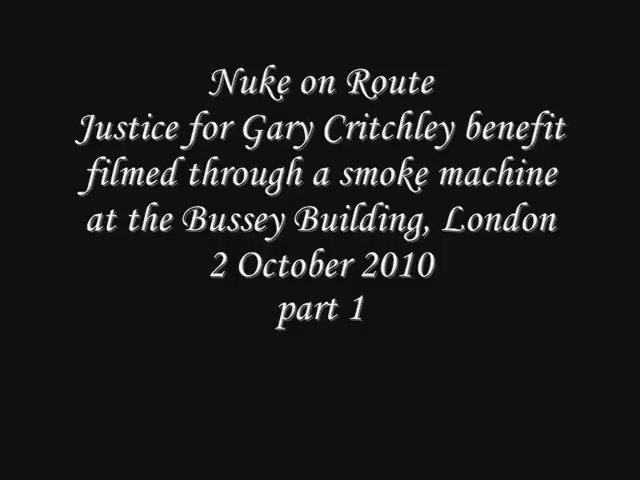 Nuke on Route
Justice for Gary Critchley benefit
filmed through a smoke machine
at the Bussey Building, London
2 October 2010
part 1